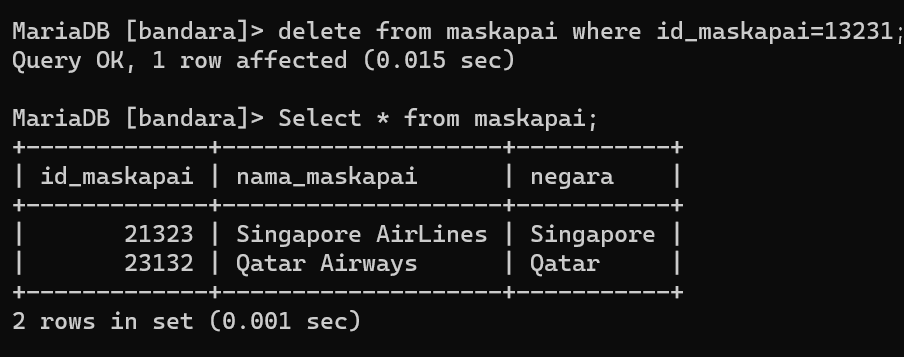 MariaDB [bandara]> delete from maskapai where id_maskapai=13231;
Query OK, 1 row affected (0.015 sec)

MariaDB [bandara]> Select * from maskapai;
+-------------+--------------------+-----------+
| id_maskapai | nama_maskapai      | negara    |
+-------------+--------------------+-----------+
|       21323 | Singapore AirLines | Singapore |
|       23132 | Qatar Airways      | Qatar     |
+-------------+--------------------+-----------+
2 rows in set (0.001 sec)